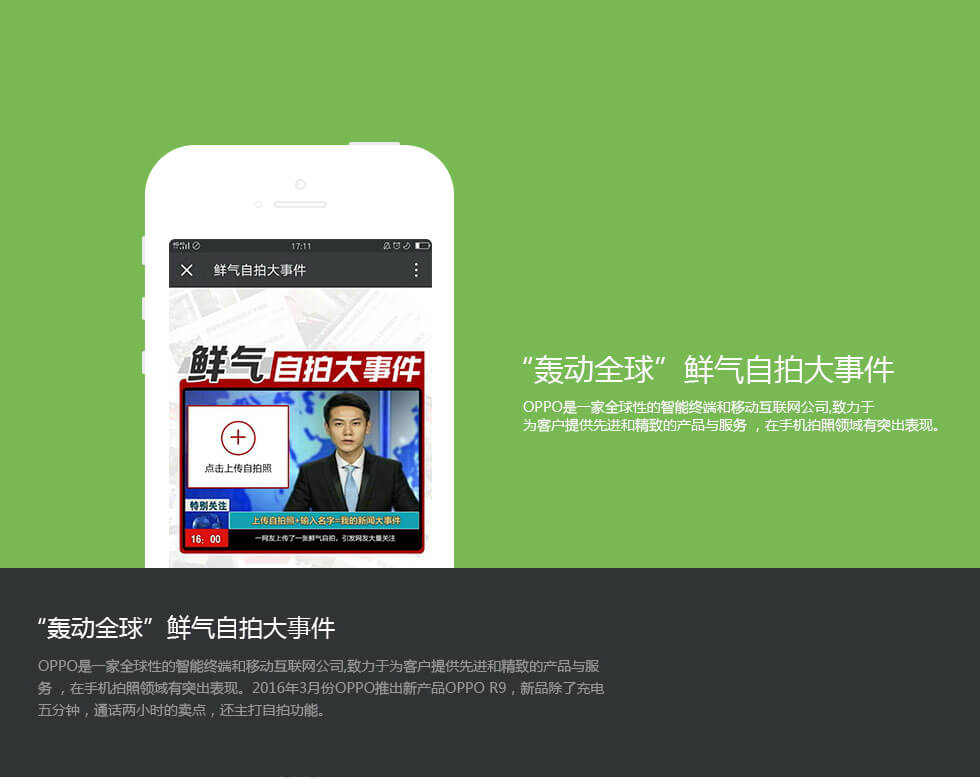 17:11
鲜气自拍大事件
鲜气自拍大事件
点击上传自拍照
特别关注
上传自拍照+输入名字=我的新闻大事件
16：00
一网友上传了一张鲜气自拍，引发网友大量关注
“轰动全球”鲜气自拍大事件
OPPO是一家全球性的智能终端和移动互联网公司,致力于
为客户提供先进和精致的产品与服务 ，在手机拍照领域有突出表现。
“轰动全球”鲜气自拍大事件
OPPO是一家全球性的智能终端和移动互联网公司,致力于为客户提供先进和精致的产品与服
务 ，在手机拍照领域有突出表现。2016年3月份OPPO推出新产品OPPO R9，新品除了充电
五分钟，通话两小时的卖点，还主打自拍功能。